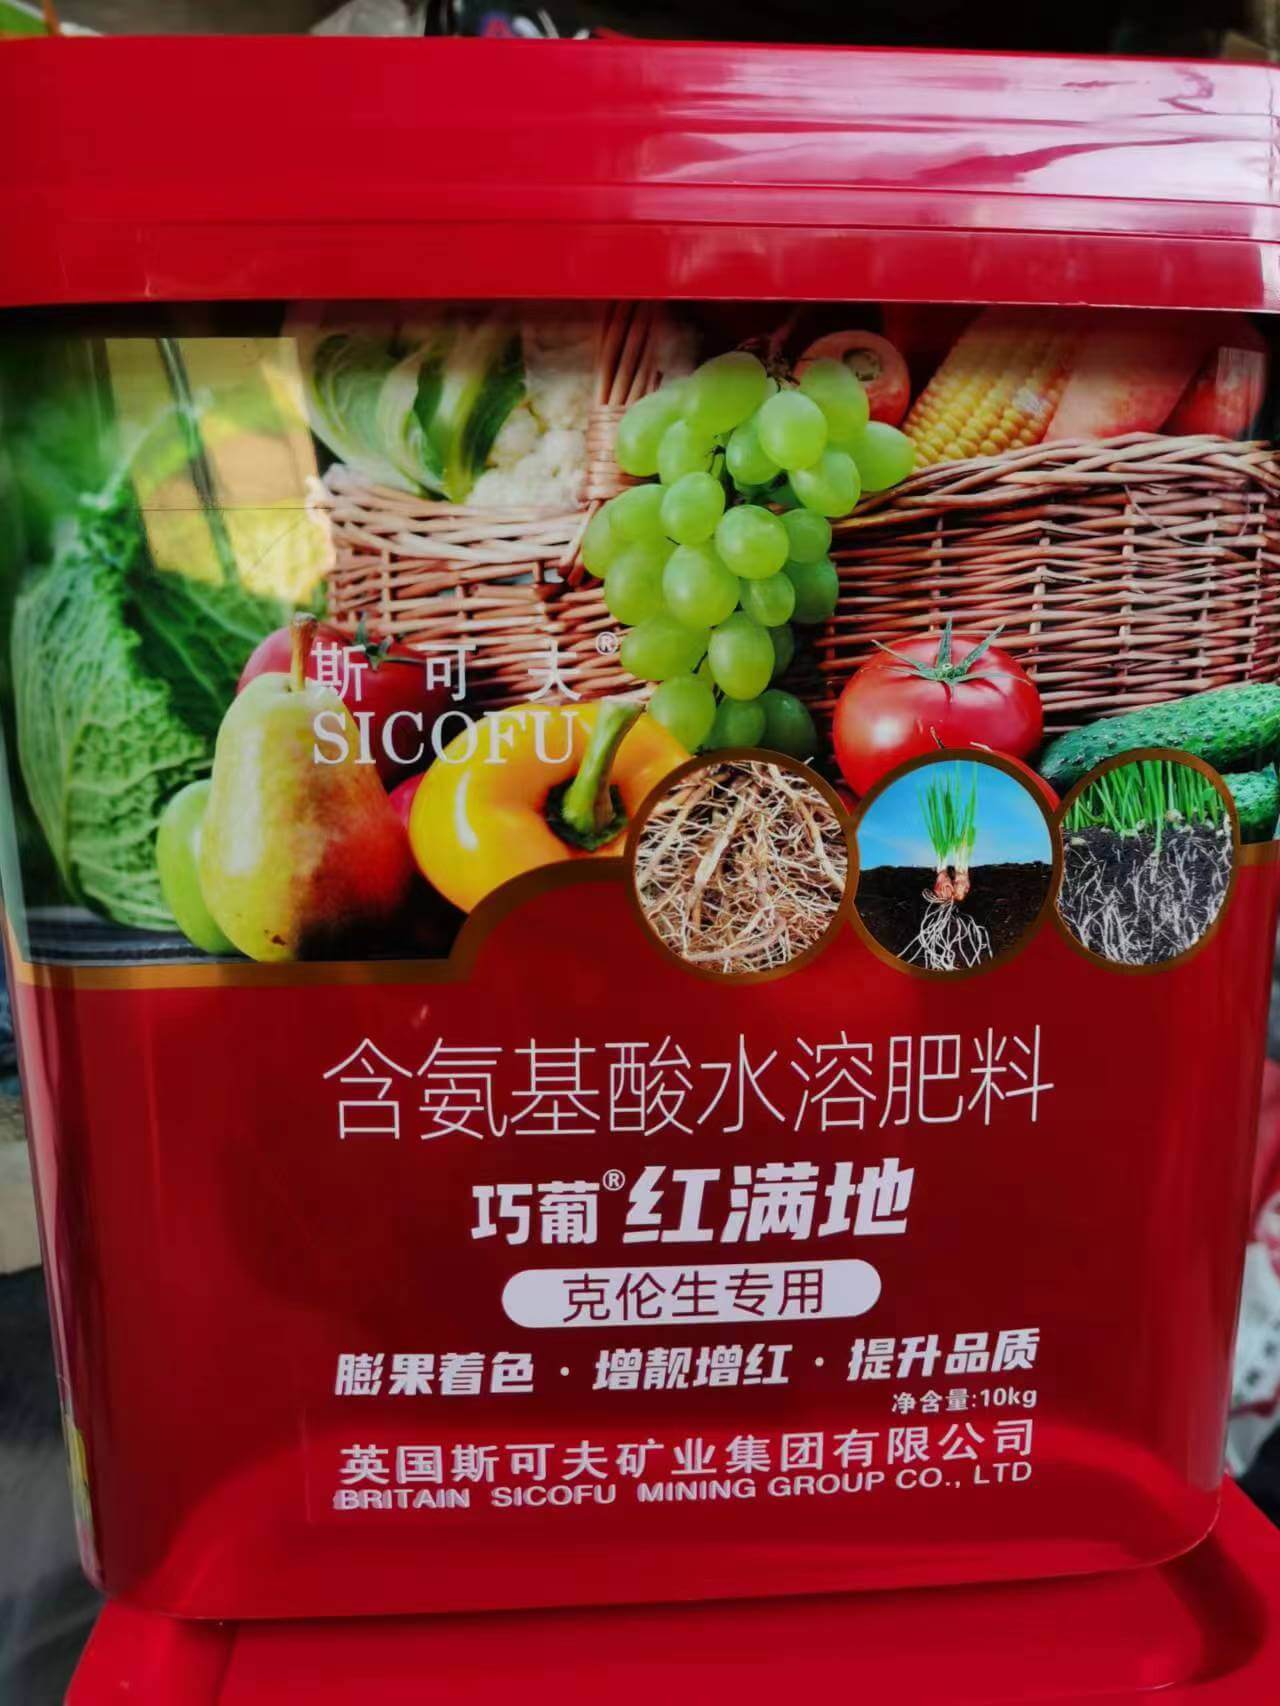 斯可夫®
SICOFU
含氨基酸水溶肥料
巧葡®红满地
克伦生专用
膨果着色·增靓增红·提升品质
净含量:10kg
英国斯可夫矿业集团有限公司
BRITAIN SICOFU MINING GROUP CO., LTD